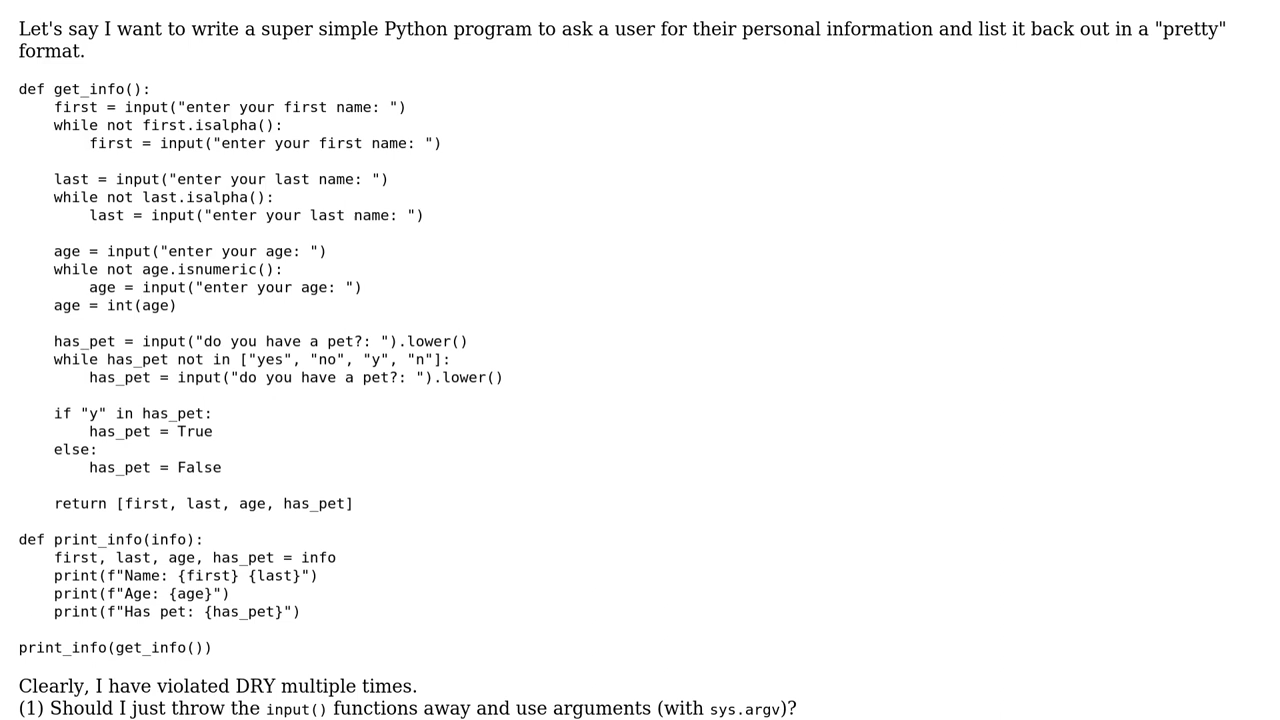 Let's say I want to write a super simple Python program to ask a user for their personal information and list it back out in a "pretty"
format.
def get_info():
    first = input("enter your first name: ")
    while not first.isalpha():
        first = input("enter your first name: ")

    last = input("enter your last name: ")
    while not last.isalpha():
        last = input("enter your last name: ")

    age = input("enter your age: ")
    while not age.isnumeric():
        age = input("enter your age: ")
    age = int(age)

    has_pet = input("do you have a pet?: ").lower()
    while has_pet not in ["yes", "no", "y", "n"]:
        has_pet = input("do you have a pet?: ").lower()

    if "y" in has_pet:
        has_pet = True
    else:
        has_pet = False

    return [first, last, age, has_pet]

def print_info(info):
    first, last, age, has_pet = info
    print(f"Name: {first} {last}")
    print(f"Age: {age}")
    print(f"Has pet: {has_pet}")

print_info(get_info())
Clearly, I have violated DRY multiple times.
(1) Should I just throw the input() functions away and use arguments (with sys.argv)?